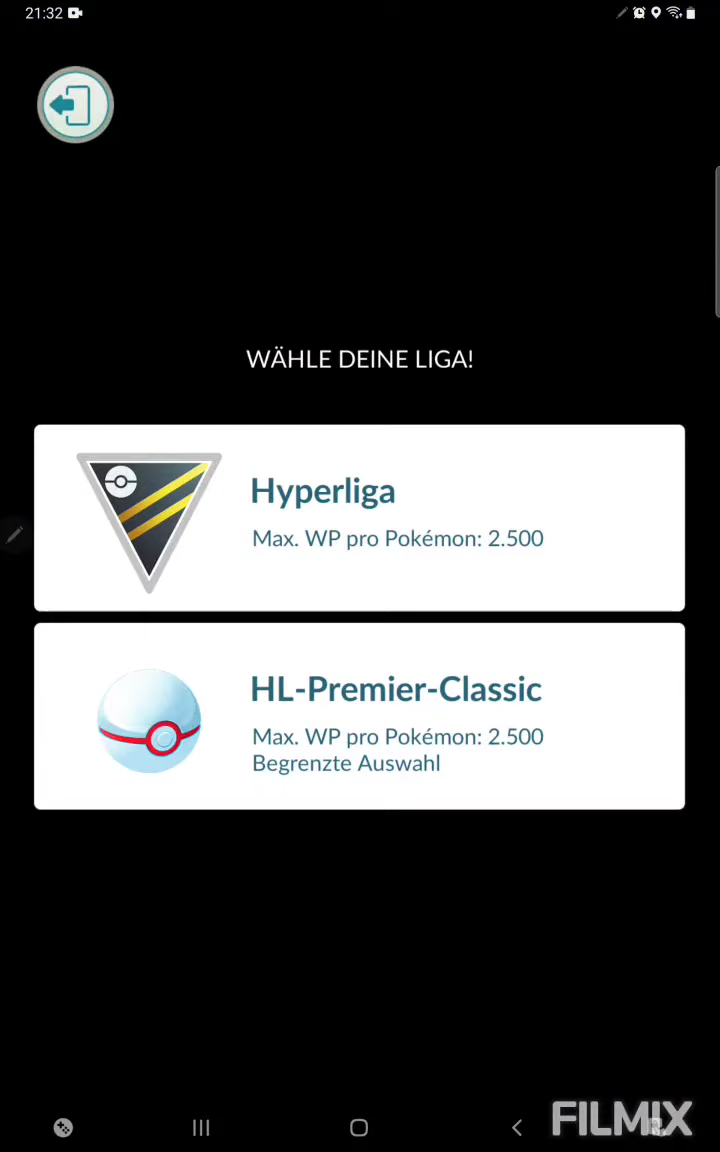 21:32
WÄHLE DEINE LIGA!
Hyperliga
Max. WP pro Pokémon: 2.500
HL-Premier-Classic
Max. WP pro Pokémon: 2.500
Begrenzte Auswahl
FILMIX